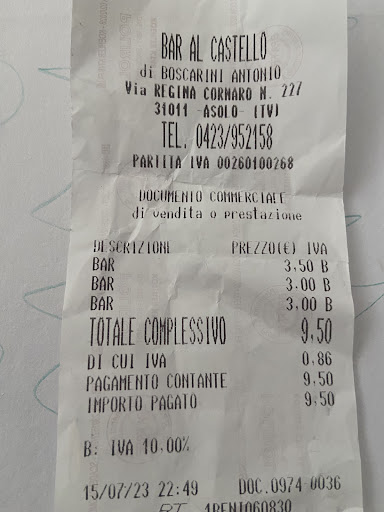 BAR AL CASTELLO
di BOSCARINI ANTONIO
Via REGINA CORNARO N. 227
31011 -ASOLO- (TV)
TEL. 0423/952158
PARTITA IVA 00260100268
DOCUMENTO COMMERCIALE
di vendita o prestazione
DESCRIZIONE PREZZO(€) IVA
BAR 3,50 B
BAR 3,00 B
BAR 3,00 B
TOTALE COMPLESSIVO 9,50
DI CUI IVA 0,86
PAGAMENTO CONTANTE 9,50
IMPORTO PAGATO 9,50
B: IVA 10,00%
15/07/23 22:49 DOC.0974-0036
RT 1BENI060830